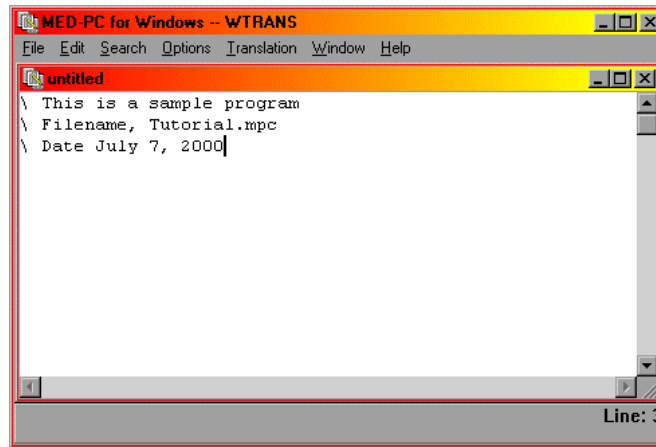 MED-PC for Windows -- WTRANS
File Edit Search Options Translation Window Help
untitled
\ This is a sample program
\ Filename, Tutorial.mpc
\ Date July 7, 2000
Line: 3